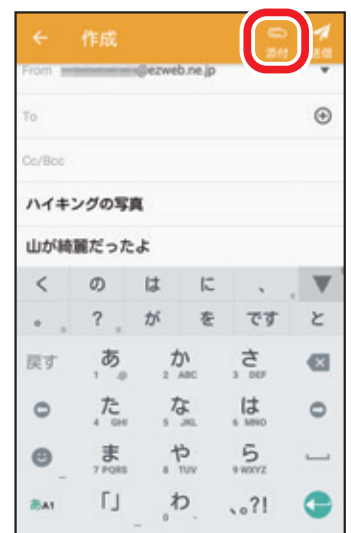 作成
添付
送信
From @ezweb.ne.jp
To
Cc/Bcc
ハイキングの写真
山が綺麗だったよ
く の は に 、
。 ? が を です と
戻す あ 1 .@ か 2 ABC さ 3 DEF
た 4 GHI な 5 JKL は 6 MNO
ま 7 PQRS や 8 TUV ら 9 WXYZ
あA1 「」 わ 0 、。?!